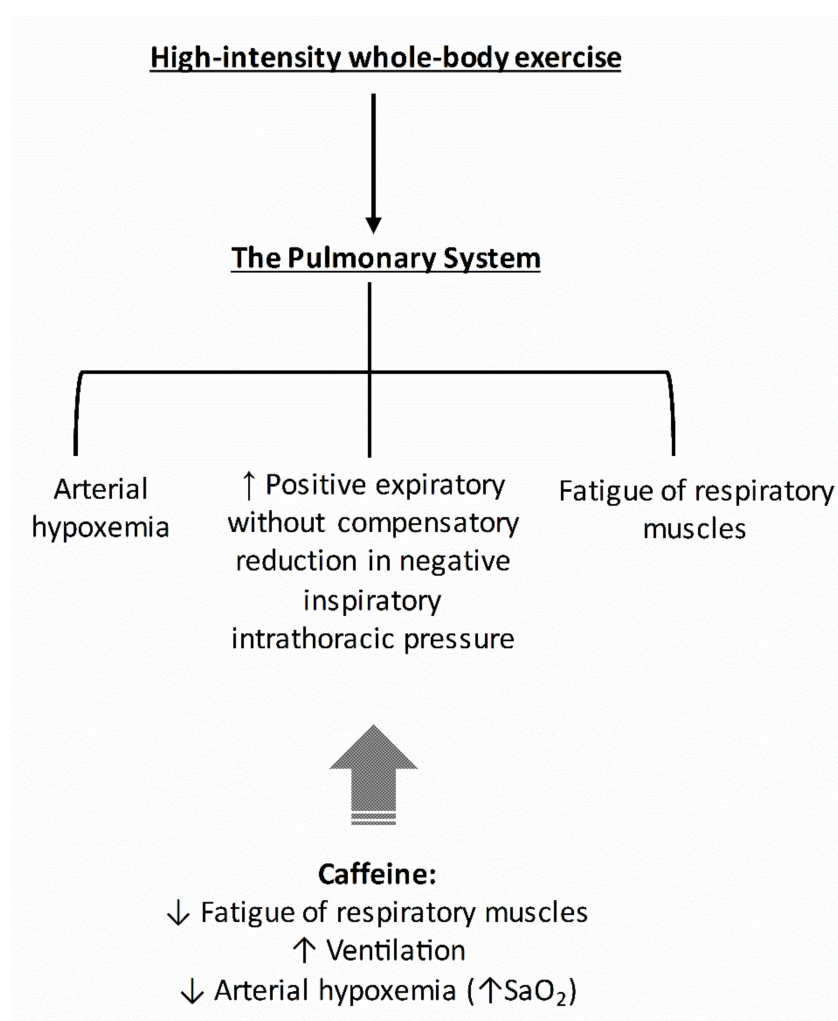 High-intensity whole-body exercise
The Pulmonary System
Arterial
hypoxemia
↑ Positive expiratory
without compensatory
reduction in negative
inspiratory
intrathoracic pressure
Fatigue of respiratory
muscles
Caffeine:
↓ Fatigue of respiratory muscles
↑ Ventilation
↓ Arterial hypoxemia (↑SaO₂)